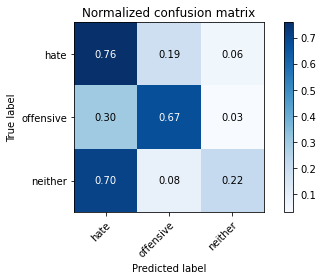 Normalized confusion matrix
True label
hate 0.76 0.19 0.06
offensive 0.30 0.67 0.03
neither 0.70 0.08 0.22
hate offensive neither
Predicted label
0.7
0.6
0.5
0.4
0.3
0.2
0.1